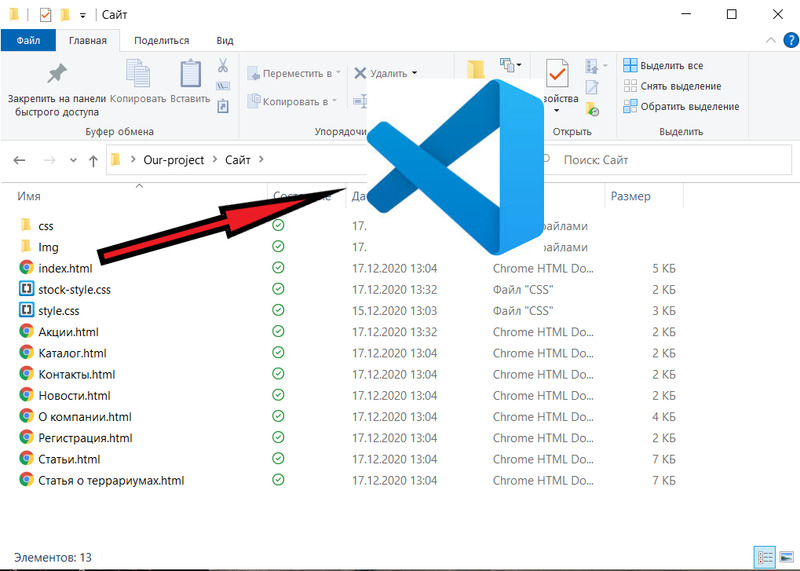 Сайт
Файл Главная Поделиться Вид
Закрепить на панели быстрого доступа
Копировать
Вставить
Переместить в
Копировать в
Удалить
Выделить все
Снять выделение
Обратить выделение
Буфер обмена Упорядочи Открыть Выделить
Our-project Сайт Поиск: Сайт
Имя Размер
css 17. айлами
Img 17. айлами
index.html 17.12.2020 13:04 Chrome HTML Do... 5 КБ
stock-style.css 17.12.2020 13:32 Файл "CSS" 2 КБ
style.css 15.12.2020 13:03 Файл "CSS" 3 КБ
Акции.html 17.12.2020 13:32 Chrome HTML Do... 2 КБ
Каталог.html 17.12.2020 13:04 Chrome HTML Do... 2 КБ
Контакты.html 17.12.2020 13:04 Chrome HTML Do... 2 КБ
Новости.html 17.12.2020 13:04 Chrome HTML Do... 2 КБ
О компании.html 17.12.2020 13:04 Chrome HTML Do... 4 КБ
Регистрация.html 17.12.2020 13:04 Chrome HTML Do... 2 КБ
Статьи.html 17.12.2020 13:04 Chrome HTML Do... 7 КБ
Статья о террариумах.html 17.12.2020 13:04 Chrome HTML Do... 7 КБ
Элементов: 13